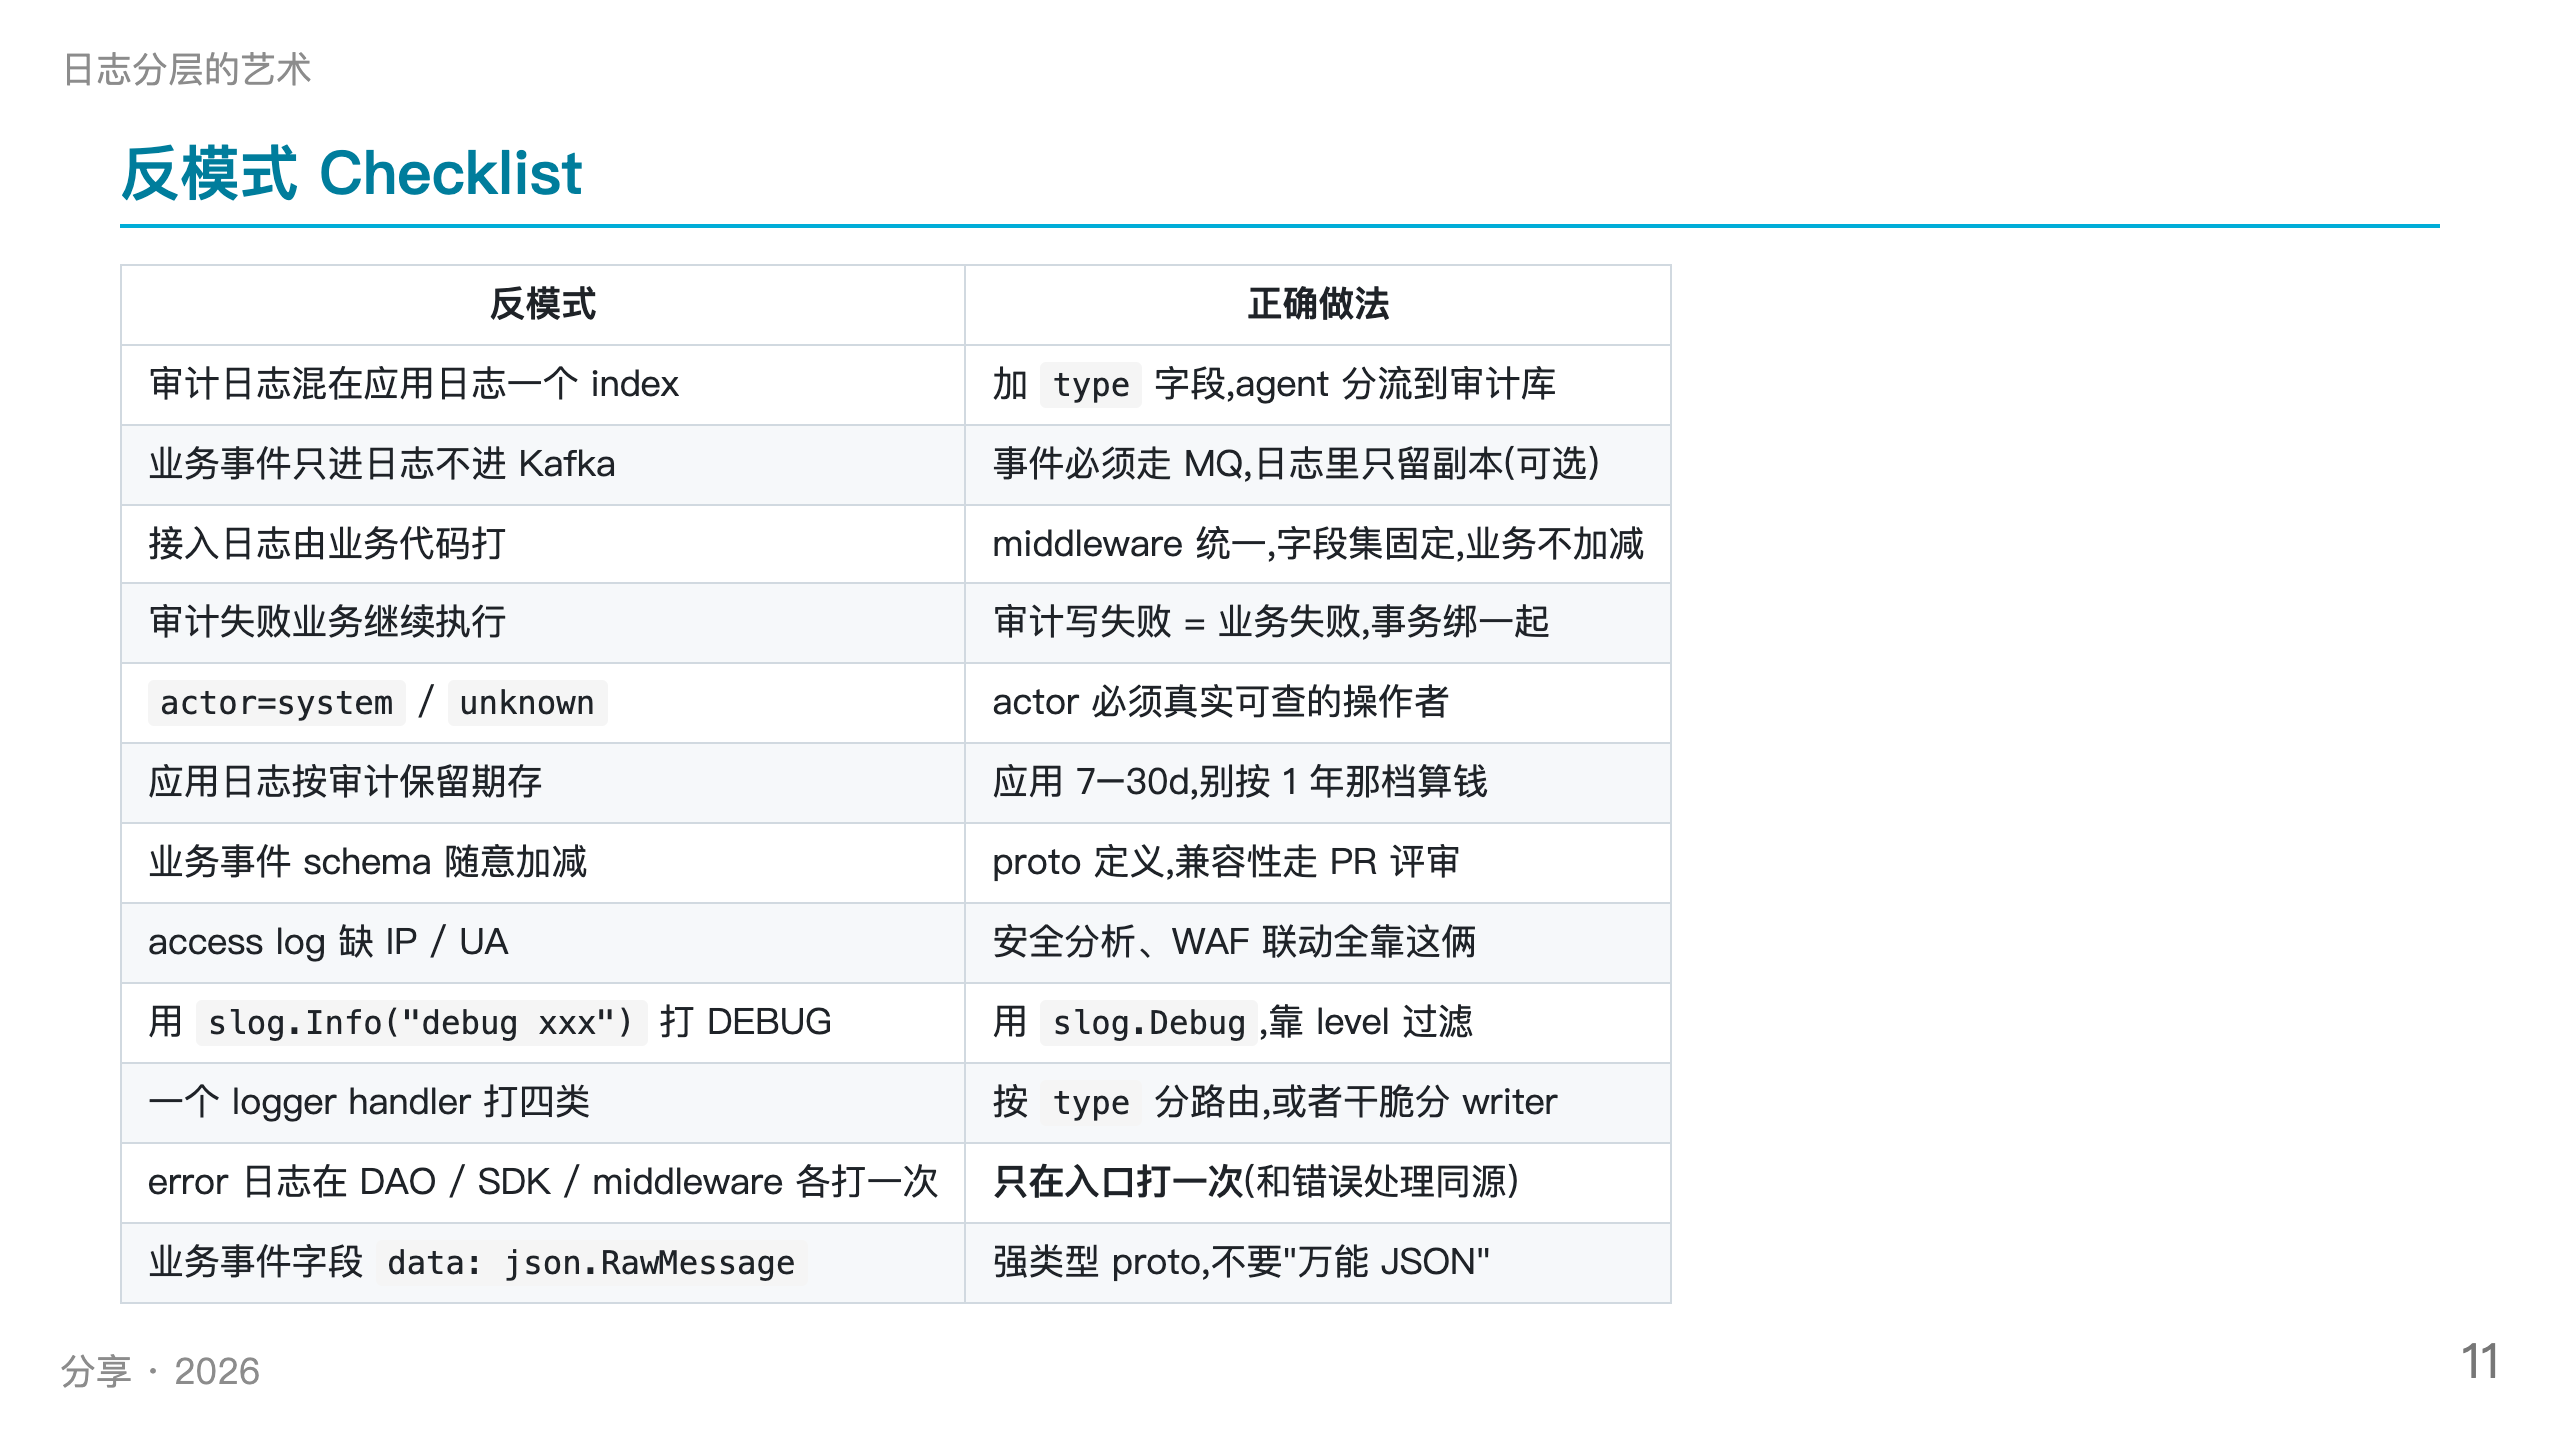 日志分层的艺术
反模式 Checklist
反模式 正确做法
审计日志混在应用日志一个 index 加 type 字段,agent 分流到审计库
业务事件只进日志不进 Kafka 事件必须走 MQ,日志里只留副本(可选)
接入日志由业务代码打 middleware 统一,字段集固定,业务不加减
审计失败业务继续执行 审计写失败 = 业务失败,事务绑一起
actor=system / unknown actor 必须真实可查的操作者
应用日志按审计保留期存 应用 7—30d,别按 1 年那档算钱
业务事件 schema 随意加减 proto 定义,兼容性走 PR 评审
access log 缺 IP / UA 安全分析、WAF 联动全靠这俩
用 slog.Info("debug xxx") 打 DEBUG 用 slog.Debug,靠 level 过滤
一个 logger handler 打四类 按 type 分路由,或者干脆分 writer
error 日志在 DAO / SDK / middleware 各打一次 只在入口打一次(和错误处理同源)
业务事件字段 data: json.RawMessage 强类型 proto,不要"万能 JSON"
分享 · 2026
11